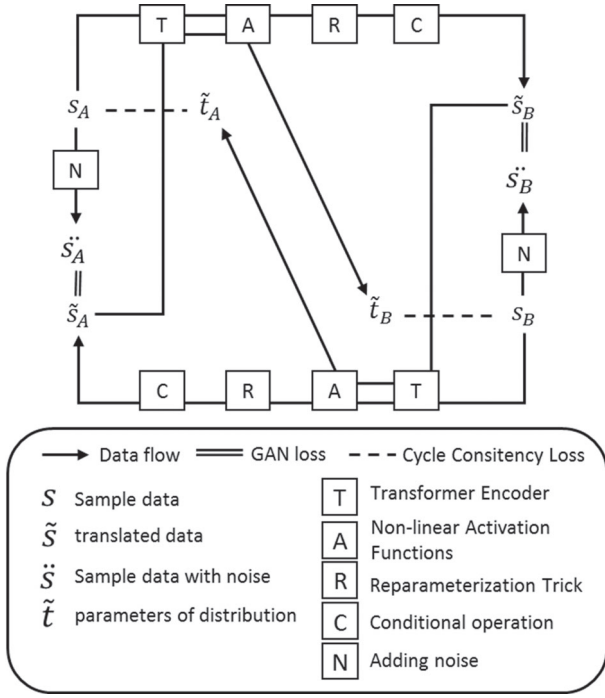 T A R C
s_A t̃_A s̃_B
N
s̈_B
s̈_A
N
s̃_A t̃_B s_B
C R A T
Data flow GAN loss Cycle Consitency Loss
s Sample data
s̃ translated data
s̈ Sample data with noise
t̃ parameters of distribution
T Transformer Encoder
A Non-linear Activation
Functions
R Reparameterization Trick
C Conditional operation
N Adding noise